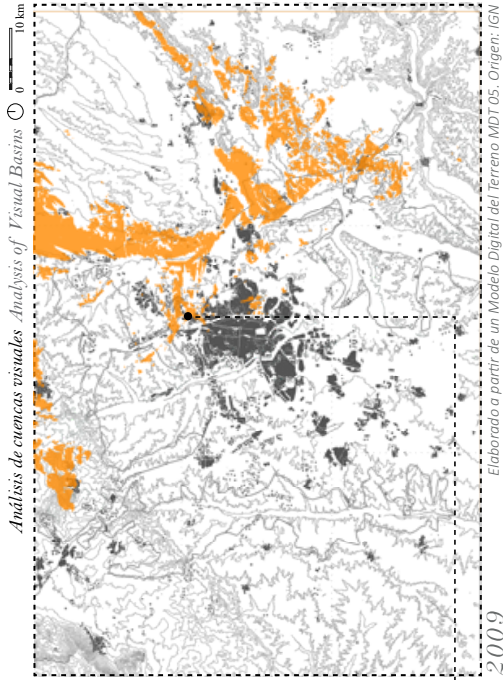 Análisis de cuencas visuales Analysis of Visual Basins
0 10 km
Elaborado a partir de un Modelo Digital del Terreno MDT05. Origen: IGN
2009